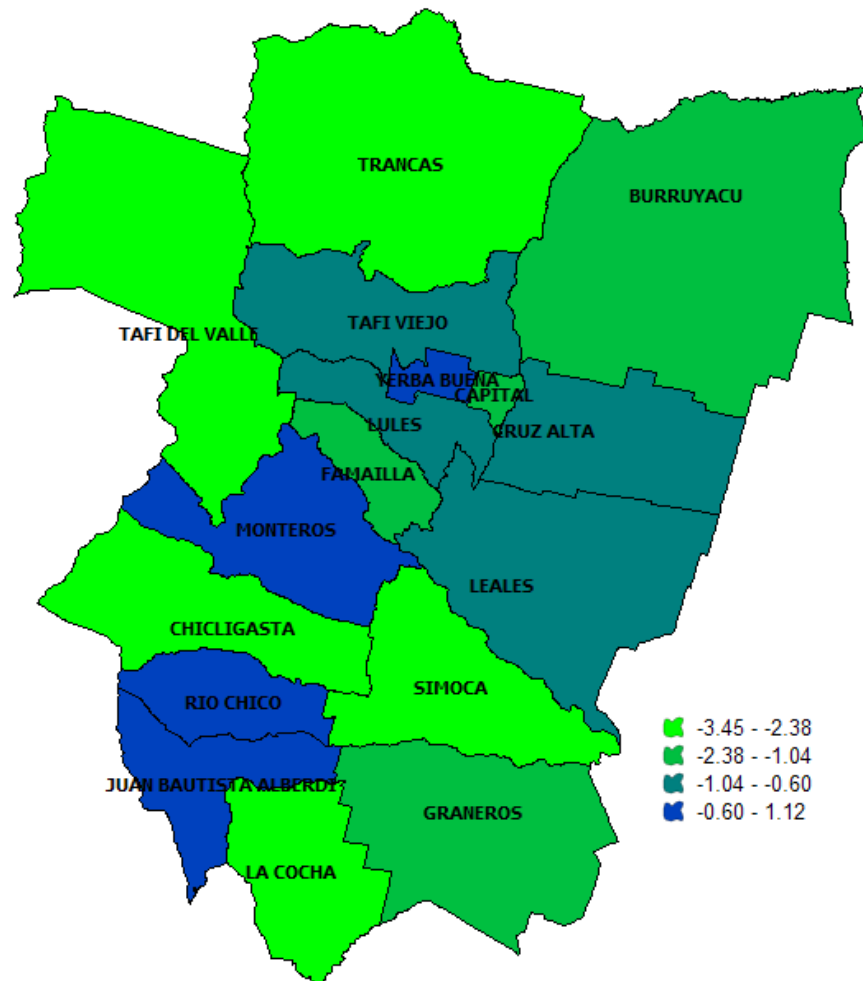 TRANCAS
BURRUYACU
TAFI VIEJO
TAFI DEL VALLE
YERBA BUENA
CAPITAL
LULES
CRUZ ALTA
FAMAILLA
MONTEROS
LEALES
CHICLIGASTA
SIMOCA
RIO CHICO
-3.45 - -2.38
-2.38 - -1.04
-1.04 - -0.60
-0.60 - 1.12
JUAN BAUTISTA ALBERDI
GRANEROS
LA COCHA